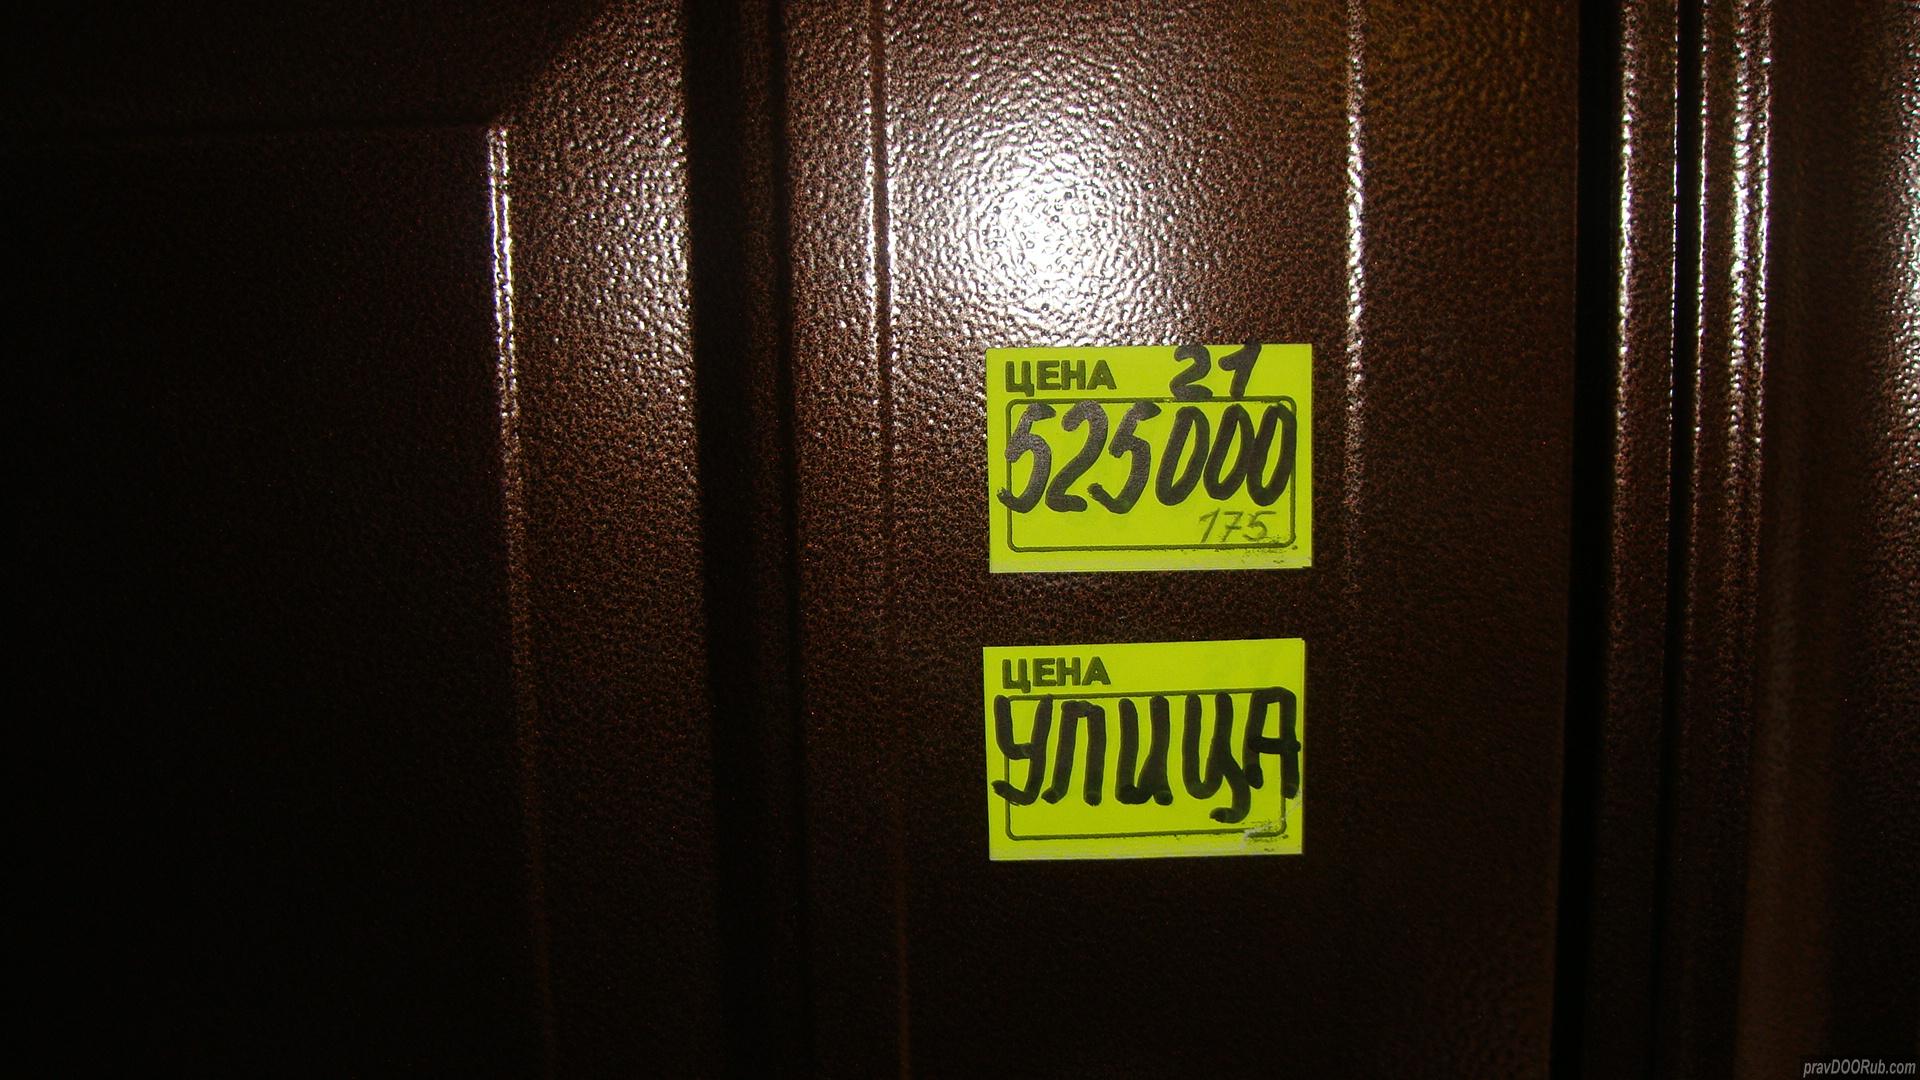 ЦЕНА 21
525000
175
ЦЕНА
улица
pravDOORub.com